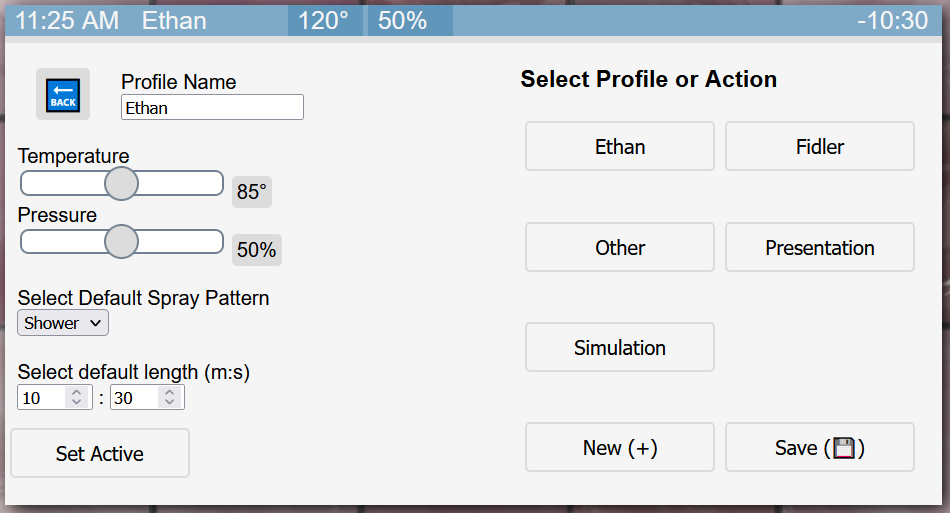 11:25 AM Ethan 120° 50% -10:30
BACK
Profile Name
Ethan
Temperature
85°
Pressure
50%
Select Default Spray Pattern
Shower
Select default length (m:s)
10 : 30
Set Active
Select Profile or Action
Ethan Fidler
Other Presentation
Simulation
New (+) Save (💾)